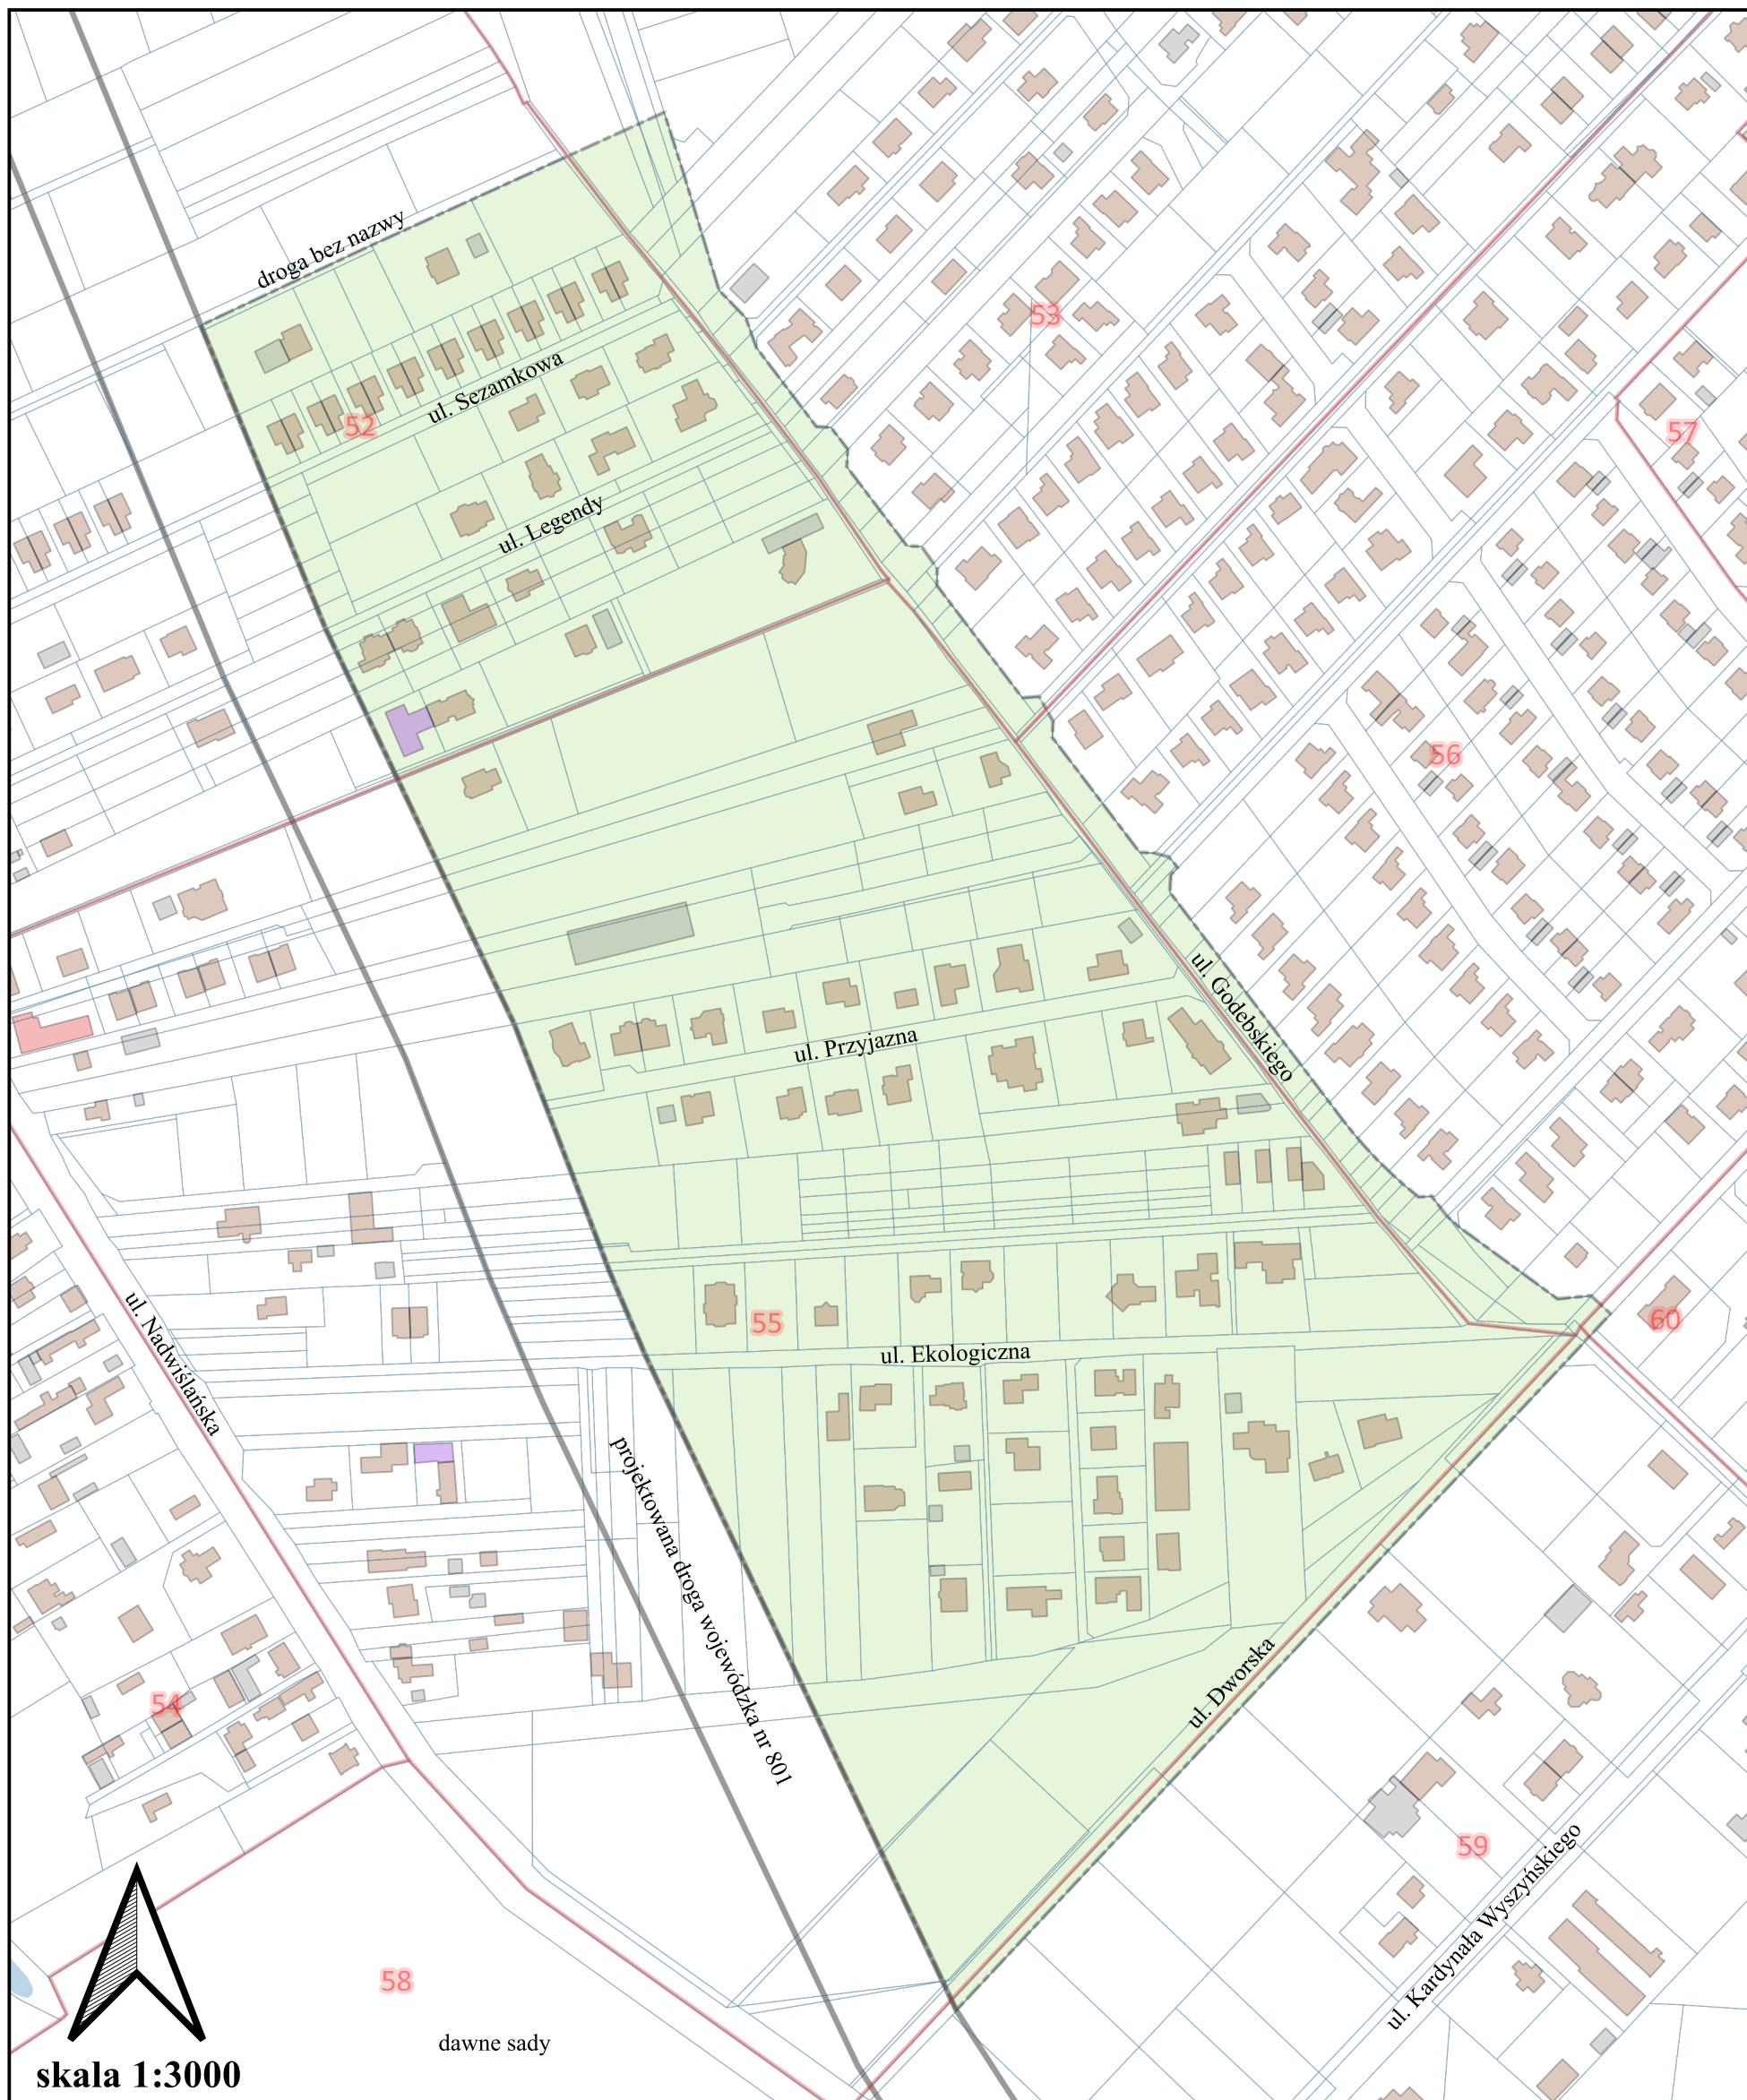 droga bez nazwy
53
ul. Sezamkowa
52
57
ul. Legendy
56
ul. Godebskiego
ul. Przyjazna
ul. Nadwiślańska
55
60
ul. Ekologiczna
projektowana droga wojewódzka nr 801
ul. Dworska
54
59
ul. Kardynała Wyszyńskiego
58
dawne sady
skala 1:3000